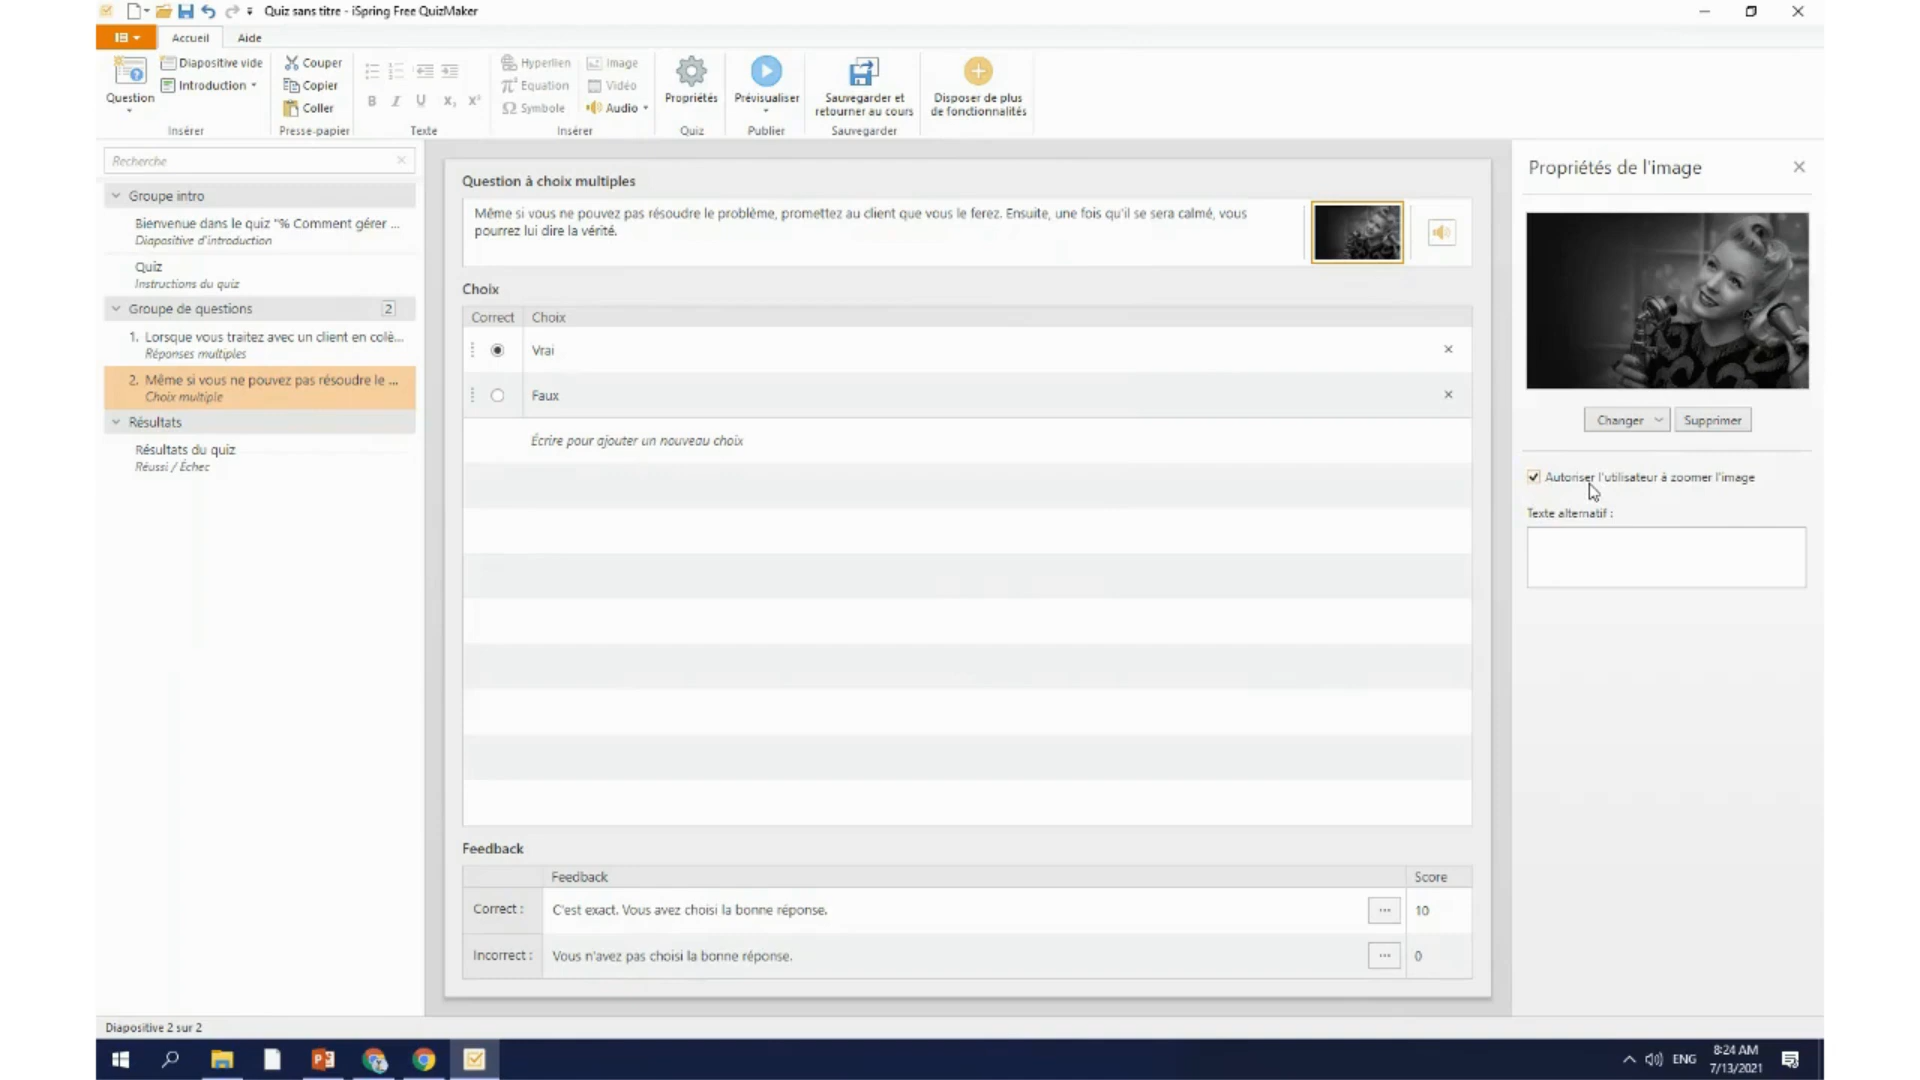 Quiz sans titre - iSpring Free QuizMaker
Accueil
Aide
Question
Diapositive vide
Introduction
Insérer
Couper
Copier
Coller
Presse-papier
B I U X, X²
Texte
Hyperlien
Equation
Symbole
Image
Vidéo
Audio
Insérer
Propriétés
Quiz
Prévisualiser
Publier
Sauvegarder et
retourner au cours
Sauvegarder
Disposer de plus
de fonctionnalités
Recherche
Groupe intro
Bienvenue dans le quiz "% Comment gérer ...
Diapositive d'introduction
Quiz
Instructions du quiz
Groupe de questions 2
1. Lorsque vous traitez avec un client en colè...
Réponses multiples
2. Même si vous ne pouvez pas résoudre le ...
Choix multiple
Résultats
Résultats du quiz
Réussi / Échec
Question à choix multiples
Même si vous ne pouvez pas résoudre le problème, promettez au client que vous le ferez. Ensuite, une fois qu'il se sera calmé, vous
pourrez lui dire la vérité.
Choix
Correct Choix
Vrai
Faux
Écrire pour ajouter un nouveau choix
Feedback
Feedback Score
Correct : C'est exact. Vous avez choisi la bonne réponse. ... 10
Incorrect : Vous n'avez pas choisi la bonne réponse. ... 0
Propriétés de l'image
Changer
Supprimer
Autoriser l'utilisateur à zoomer l'image
Texte alternatif :
Diapositive 2 sur 2
ENG
8:24 AM
7/13/2021